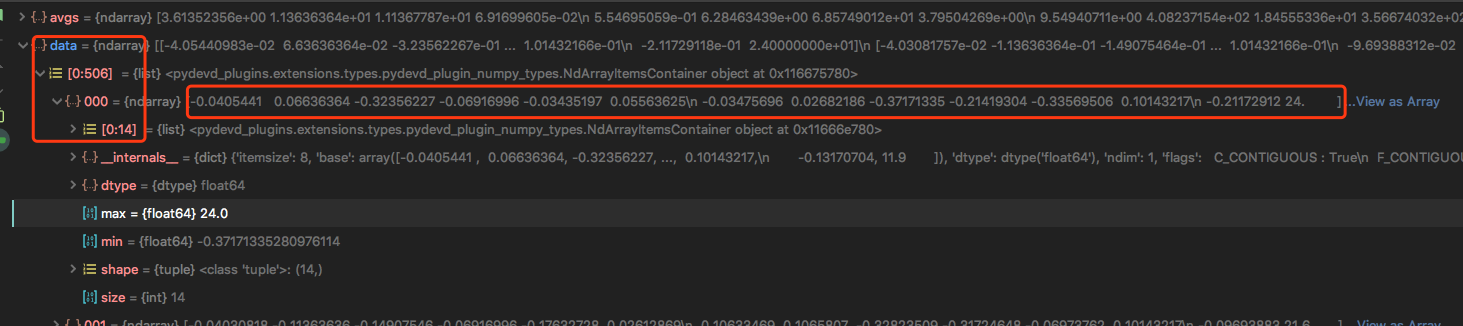 avgs = {ndarray} [3.61352356e+00 1.13636364e+01 1.11367787e+01 6.91699605e-02\n 5.54695059e-01 6.28463439e+00 6.85749012e+01 3.79504269e+00\n 9.54940711e+00 4.08237154e+02 1.84555336e+01 3.56674032e+02
data = {ndarray} [[-4.05440983e-02 6.63636364e-02 -3.23562267e-01 ... 1.01432166e-01\n -2.11729118e-01 2.40000000e+01]\n [-4.03081757e-02 -1.13636364e-01 -1.49075464e-01 ... 1.01432166e-01\n -9.69388312e-02
[0:506] = {list} <pydevd_plugins.extensions.types.pydevd_plugin_numpy_types.NdArrayItemsContainer object at 0x116675780>
000 = {ndarray} [-0.0405441 0.06636364 -0.32356227 -0.06916996 -0.03435197 0.05563625\n -0.03475696 0.02682186 -0.37171335 -0.21419304 -0.33569506 0.10143217\n -0.21172912 24. ] ...View as Array
[0:14] = {list} <pydevd_plugins.extensions.types.pydevd_plugin_numpy_types.NdArrayItemsContainer object at 0x11666e780>
__internals__ = {dict} {'itemsize': 8, 'base': array([-0.0405441 , 0.06636364, -0.32356227, ..., 0.10143217,\n -0.13170704, 11.9 ]), 'dtype': dtype('float64'), 'ndim': 1, 'flags': C_CONTIGUOUS : True\n F_CONTIGUOU
dtype = {dtype} float64
max = {float64} 24.0
min = {float64} -0.37171335280976114
shape = {tuple} <class 'tuple'>: (14,)
size = {int} 14
001 = {ndarray} [-0.04030818 -0.11363636 -0.14907546 -0.06916996 -0.17632728 0.02612869\n -0.10633469 0.1065807 -0.32823509 -0.31724648 -0.06973762 0.10143217\n -0.09693883 21.6 ] ...View as Array